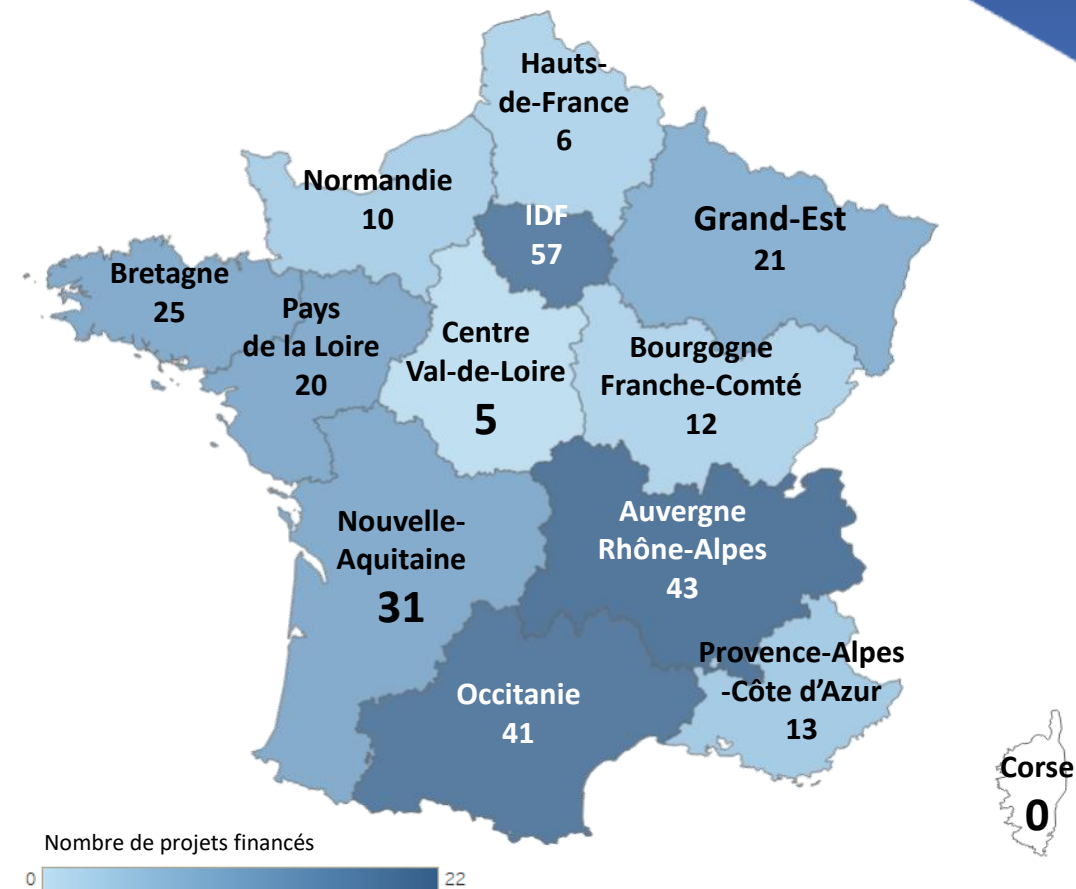 Hauts-
de-France
6
Normandie
10
IDF
57
Grand-Est
21
Bretagne
25
Pays
de la Loire
20
Centre
Val-de-Loire
5
Bourgogne
Franche-Comté
12
Nouvelle-
Aquitaine
31
Auvergne
Rhône-Alpes
43
Provence-Alpes
-Côte d’Azur
13
Occitanie
41
Corse
0
Nombre de projets financés
0 22